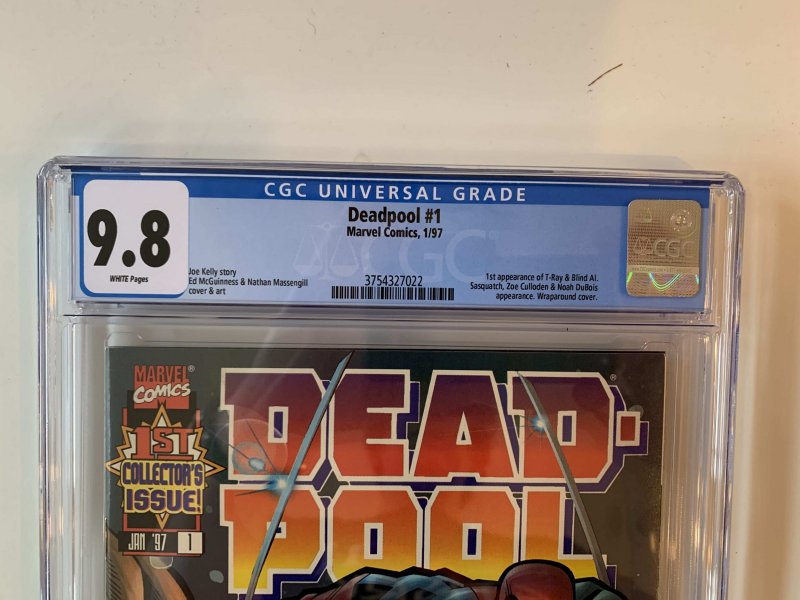 CGC UNIVERSAL GRADE
9.8
WHITE Pages
Deadpool #1
Marvel Comics, 1/97
Joe Kelly story
Ed McGuinness & Nathan Massengill
cover & art
CGC
3754327022
1st appearance of T-Ray & Blind Al.
Sasquatch, Zoe Culloden & Noah DuBois
appearance. Wraparound cover.
CGC
MARVEL®
COMICS
1ST
COLLECTOR'S
ISSUE!
JAN '97 1
DEAD-
POOL